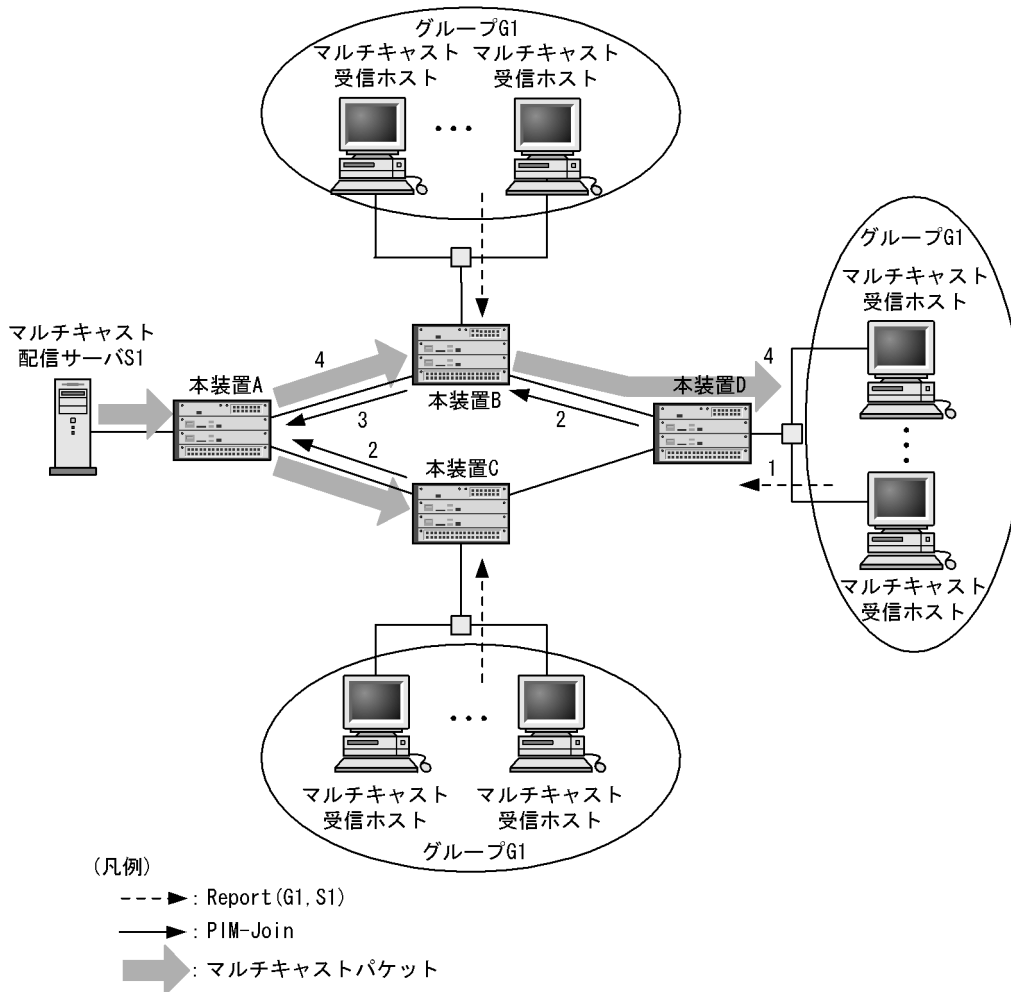 グループG1
マルチキャスト
受信ホスト
マルチキャスト
受信ホスト
グループG1
マルチキャスト
受信ホスト
マルチキャスト
配信サーバS1
本装置A
4
本装置B
3
2
本装置D
4
2
本装置C
1
マルチキャスト
受信ホスト
マルチキャスト
受信ホスト
マルチキャスト
受信ホスト
グループG1
(凡例)
: Report(G1,S1)
: PIM-Join
: マルチキャストパケット